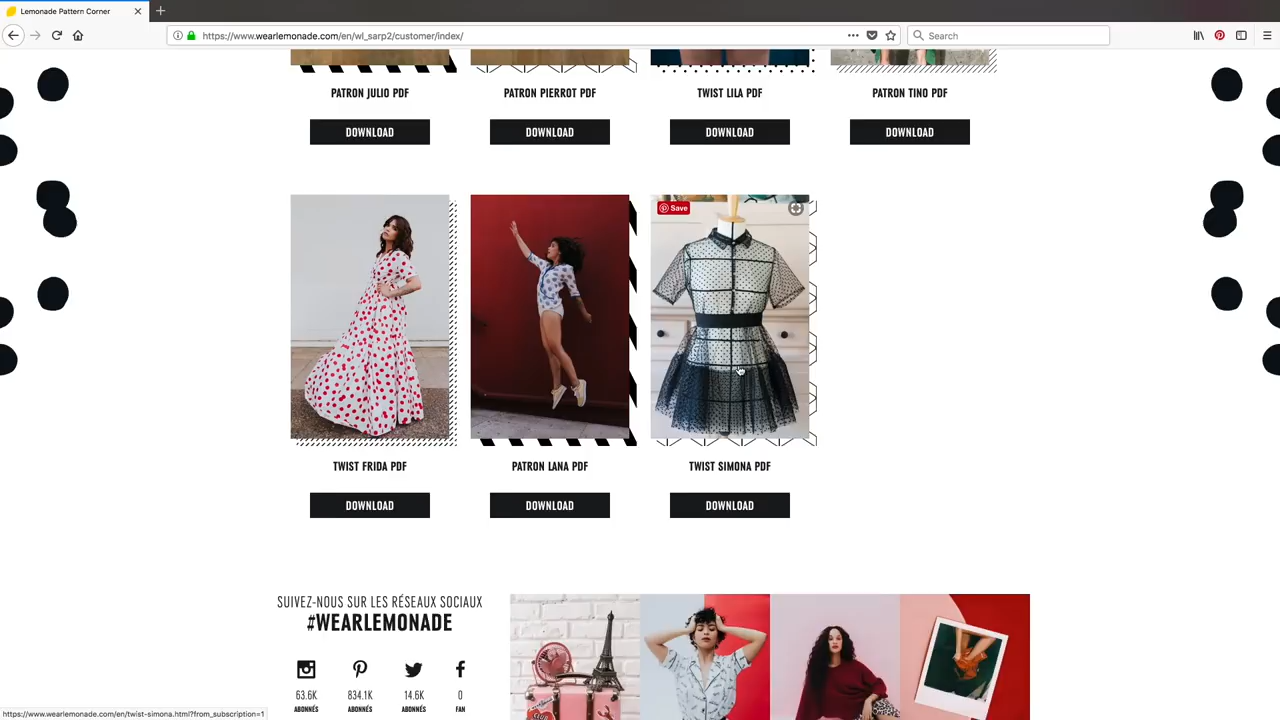 Lemonade Pattern Corner
https://www.wearlemonade.com/en/wl_sarp2/customer/index/
Search
PATRON JULIO PDF
PATRON PIERROT PDF
TWIST LILA PDF
PATRON TINO PDF
DOWNLOAD
DOWNLOAD
DOWNLOAD
DOWNLOAD
Save
TWIST FRIDA PDF
PATRON LANA PDF
TWIST SIMONA PDF
DOWNLOAD
DOWNLOAD
DOWNLOAD
SUIVEZ-NOUS SUR LES RÉSEAUX SOCIAUX
#WEARLEMONADE
63.6K
834.1K
14.6K
0
ABONNÉS
ABONNÉS
ABONNÉS
FAN
https://www.wearlemonade.com/en/twist-simona.html?from_subscription=1